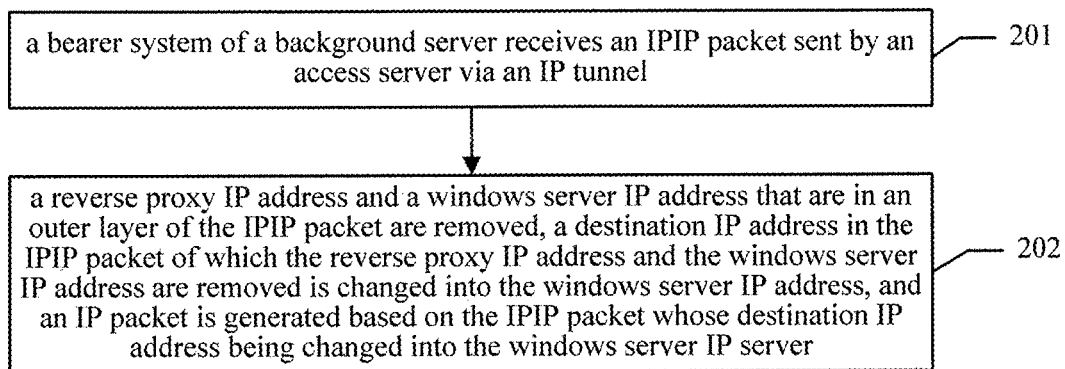 a bearer system of a background server receives an IPIP packet sent by an
access server via an IP tunnel
201
a reverse proxy IP address and a windows server IP address that are in an
outer layer of the IPIP packet are removed, a destination IP address in the
IPIP packet of which the reverse proxy IP address and the windows server
IP address are removed is changed into the windows server IP address, and
an IP packet is generated based on the IPIP packet whose destination IP
address being changed into the windows server IP server
202